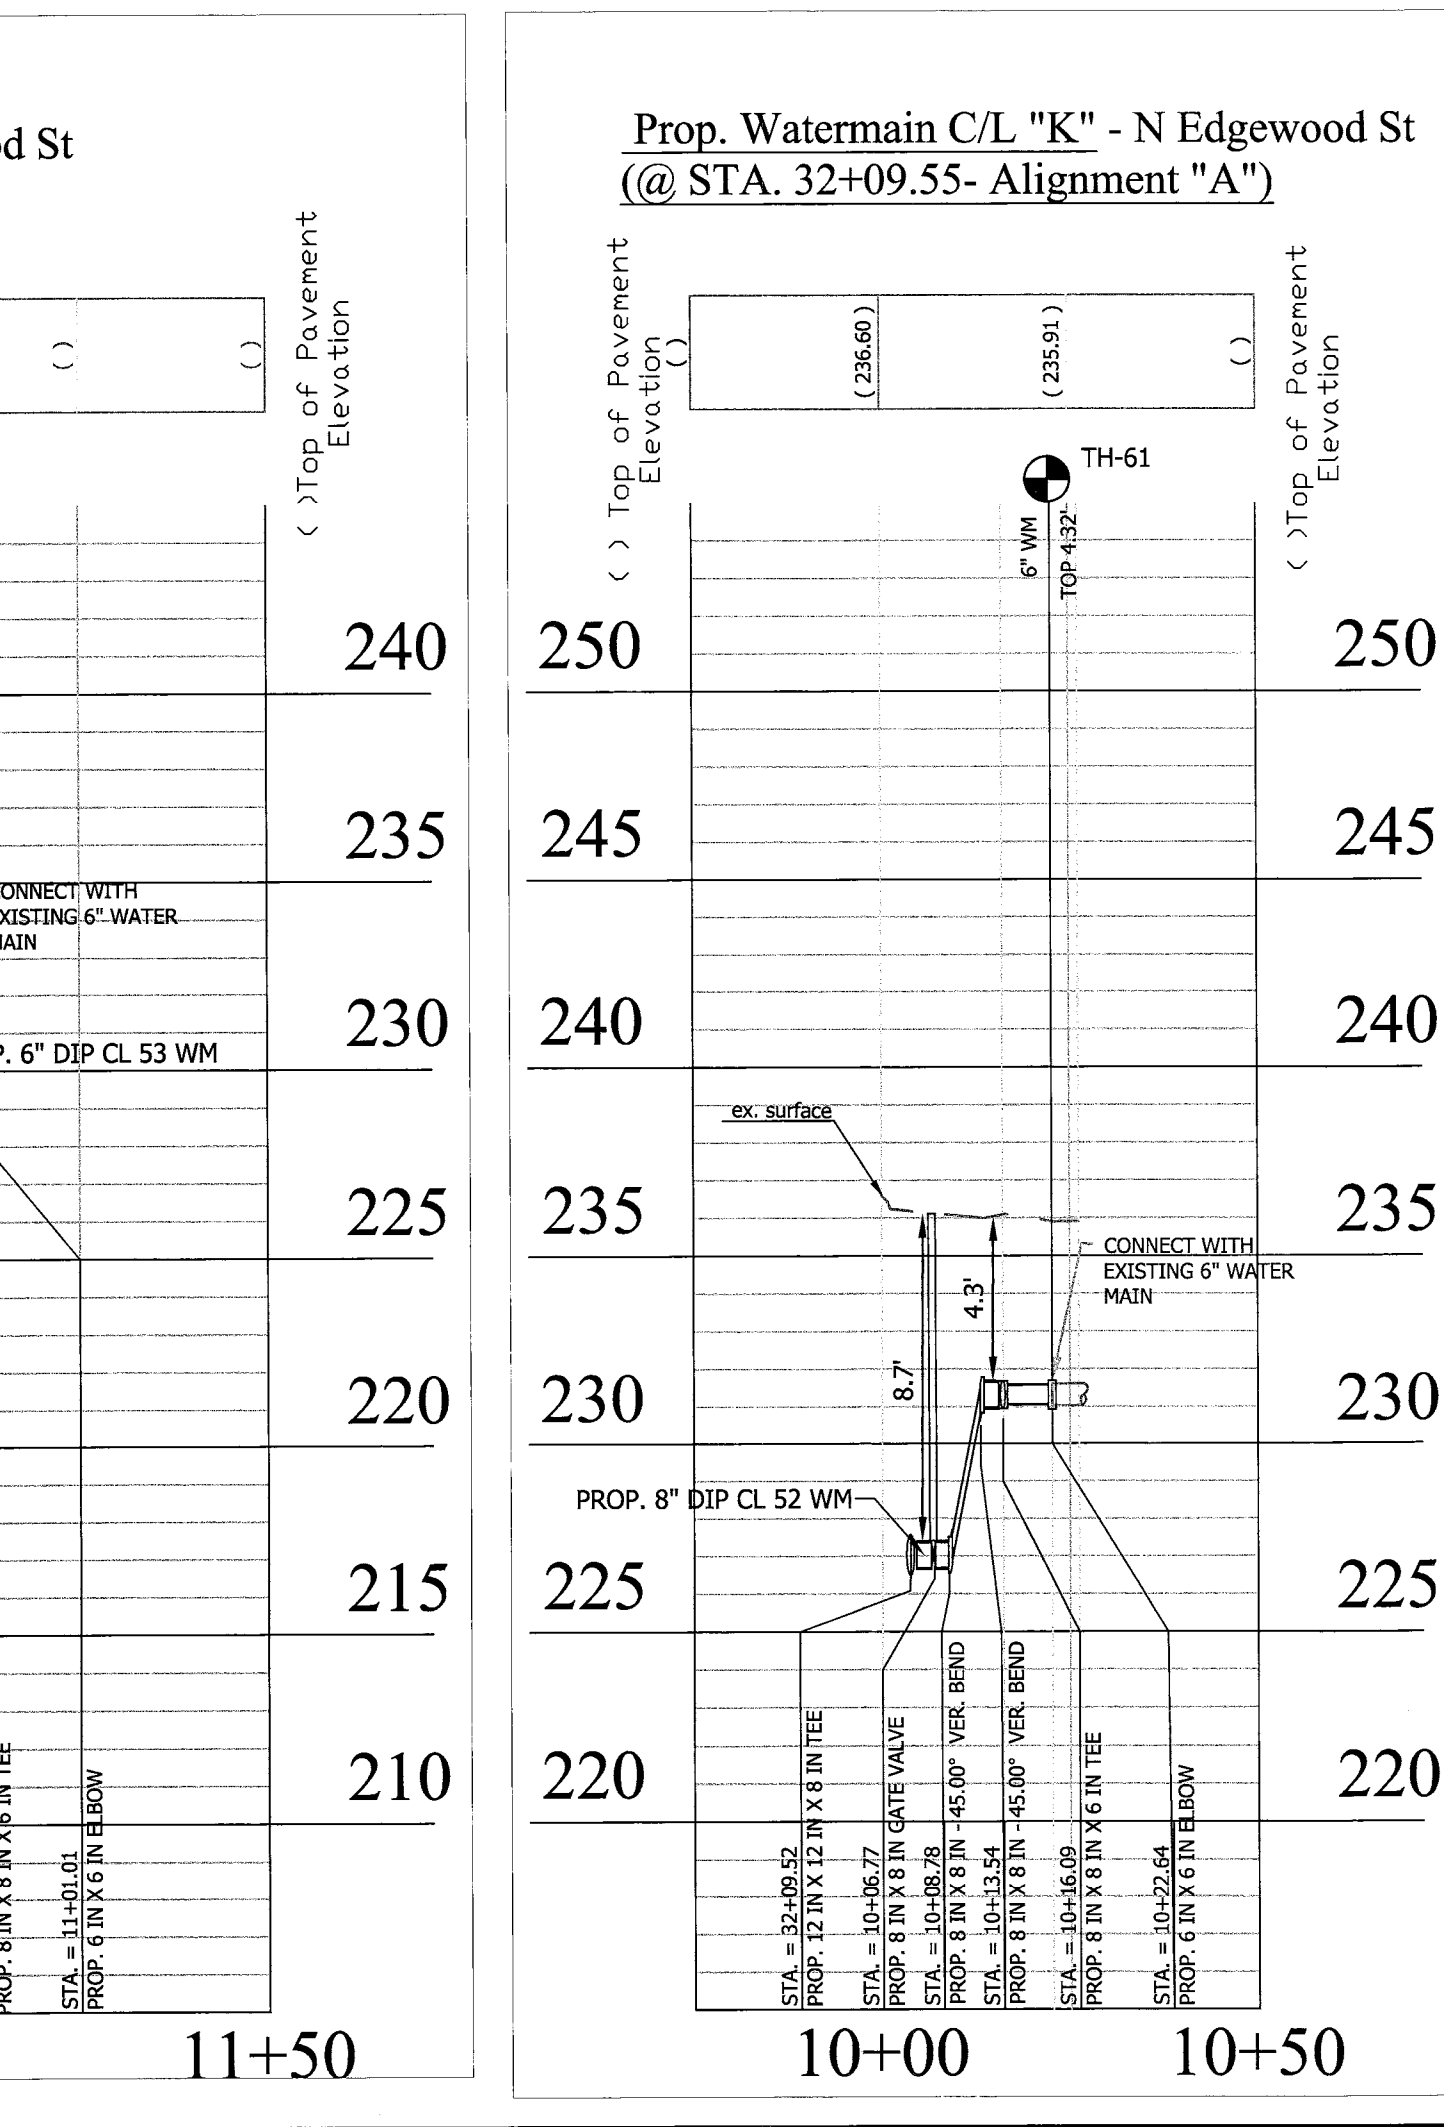 d St
( )
( )
( )Top of Pavement
Elevation
240
235
230
225
220
215
210
ONNECT WITH
XISTING 6" WATER
AIN
. 6" DIP CL 53 WM
PROP. 8 IN X 8 IN X 6 IN TEE
STA. = 11+01.01
PROP. 6 IN X 6 IN ELBOW
11+50
Prop. Watermain C/L "K" - N Edgewood St
(@ STA. 32+09.55- Alignment "A")
( ) Top of Pavement
Elevation
( )
( 236.60 )
( 235.91 )
( )
( )Top of Pavement
Elevation
TH-61
6" WM
TOP 4.32'
250
250
245
245
240
240
ex. surface
235
235
CONNECT WITH
EXISTING 6" WATER
MAIN
4.3'
8.7'
230
230
PROP. 8" DIP CL 52 WM
225
225
220
220
STA. = 32+09.52
PROP. 12 IN X 12 IN X 8 IN TEE
STA. = 10+06.77
PROP. 8 IN X 8 IN GATE VALVE
STA. = 10+08.78
PROP. 8 IN X 8 IN -45.00° VER. BEND
STA. = 10+13.54
PROP. 8 IN X 8 IN -45.00° VER. BEND
STA. = 10+16.09
PROP. 8 IN X 8 IN X 6 IN TEE
STA. = 10+22.64
PROP. 6 IN X 6 IN ELBOW
10+00
10+50